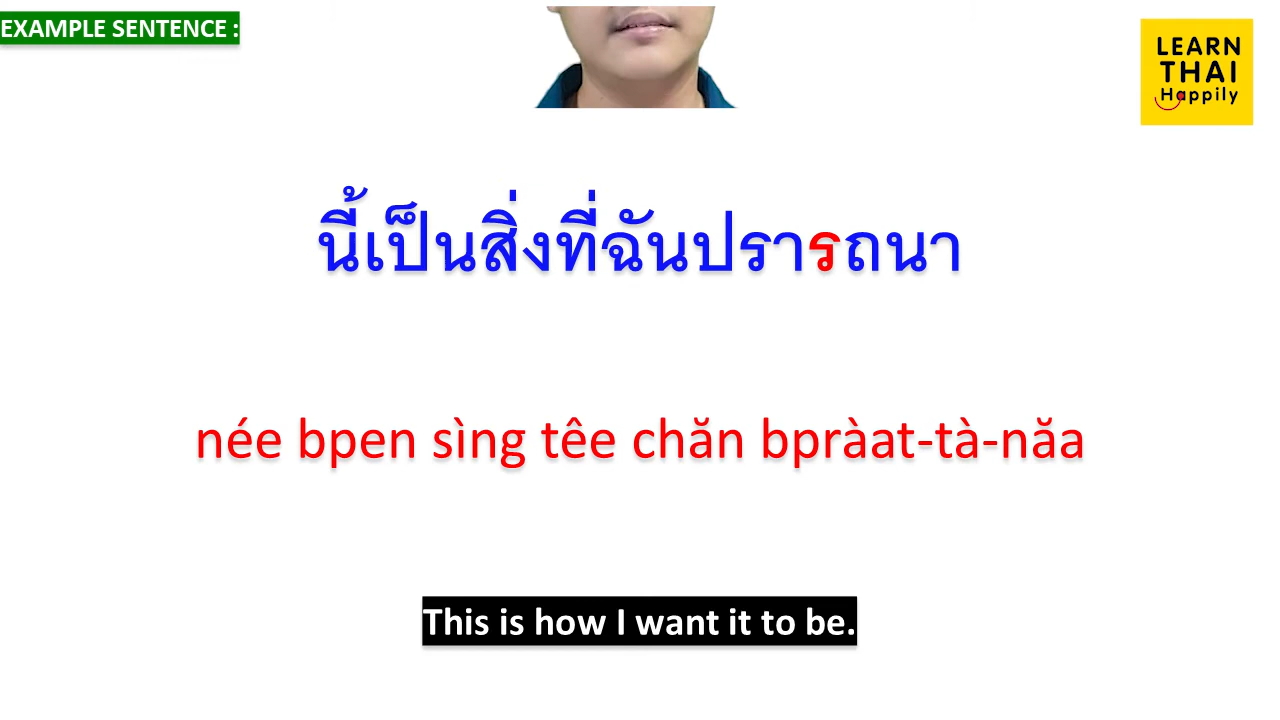 EXAMPLE SENTENCE :
LEARN
THAI
Happily
นี้เป็นสิ่งที่ฉันปรารถนา
née bpen sìng têe chăn bpràat-tà-năa
This is how I want it to be.